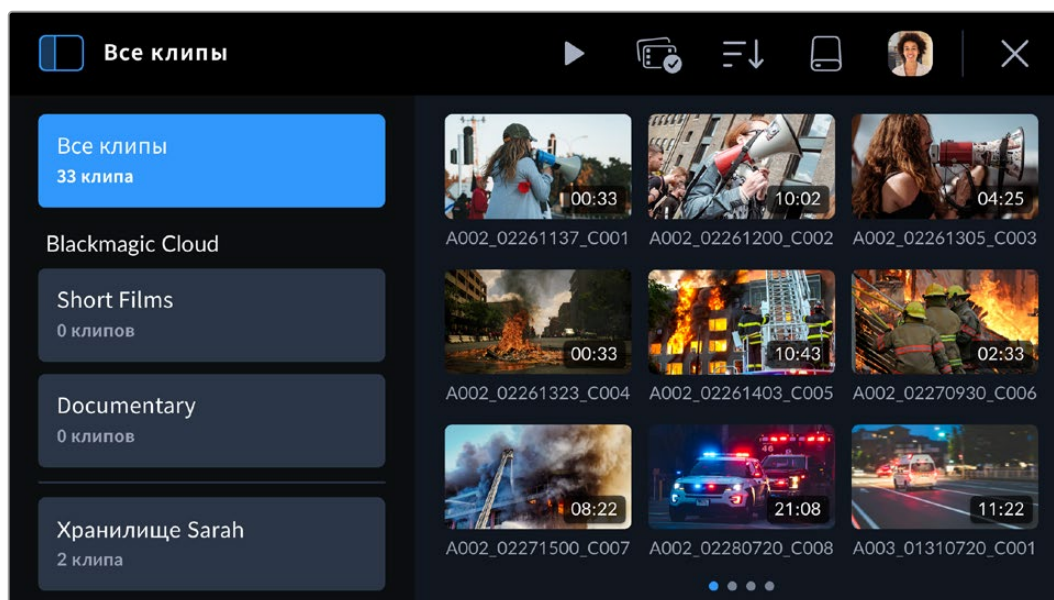 Все клипы
Все клипы
33 клипа
Blackmagic Cloud
Short Films
0 клипов
Documentary
0 клипов
Хранилище Sarah
2 клипа
00:33
10:02
04:25
A002_02261137_C001
A002_02261200_C002
A002_02261305_C003
00:33
10:43
02:33
A002_02261323_C004
A002_02261403_C005
A002_02270930_C006
46
08:22
21:08
11:22
A002_02271500_C007
A002_02280720_C008
A003_01310720_C001